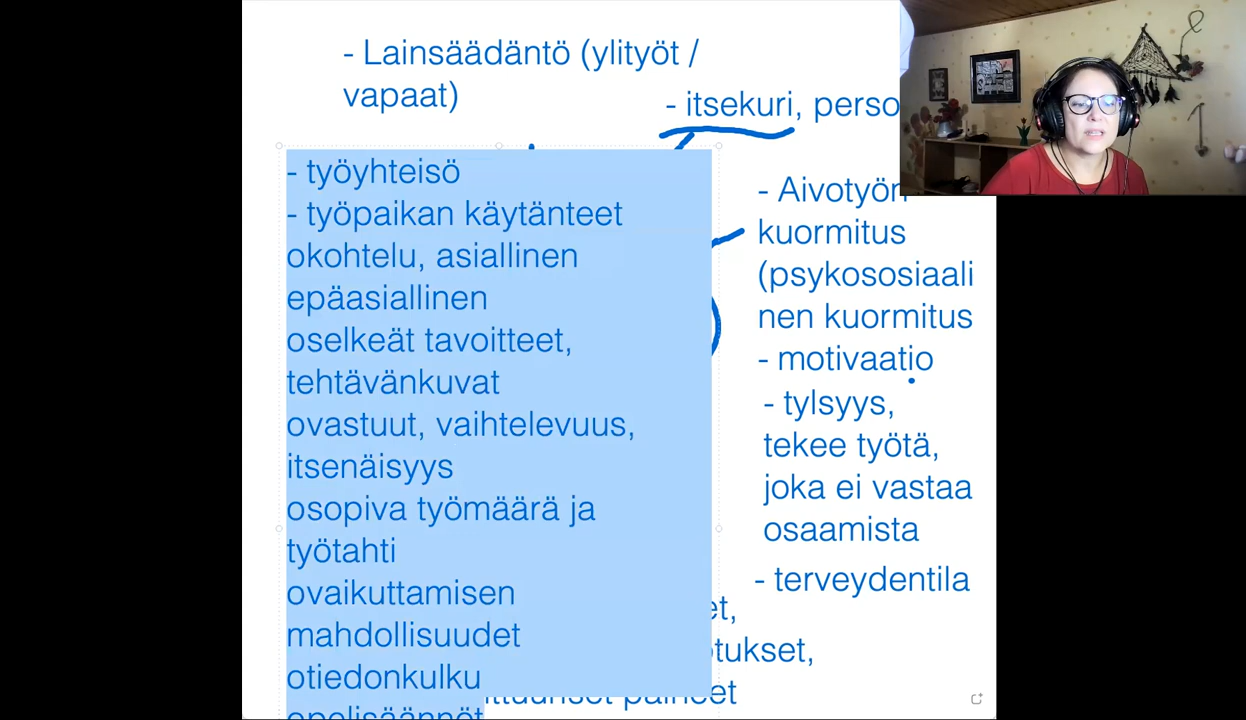 - Lainsäädäntö (ylityöt /
vapaat)
- itsekuri, perso
- työyhteisö
- työpaikan käytänteet
okohtelu, asiallinen
epäasiallinen
oselkeät tavoitteet,
tehtävänkuvat
ovastuut, vaihtelevuus,
itsenäisyys
osopiva työmäärä ja
työtahti
ovaikuttamisen
mahdollisuudet
otiedonkulku
opelisäännöt
- Aivotyön
kuormitus
(psykososiaali
nen kuormitus
- motivaatio
- tylsyys,
tekee työtä,
joka ei vastaa
osaamista
- terveydentila
et,
otukset,
paineet